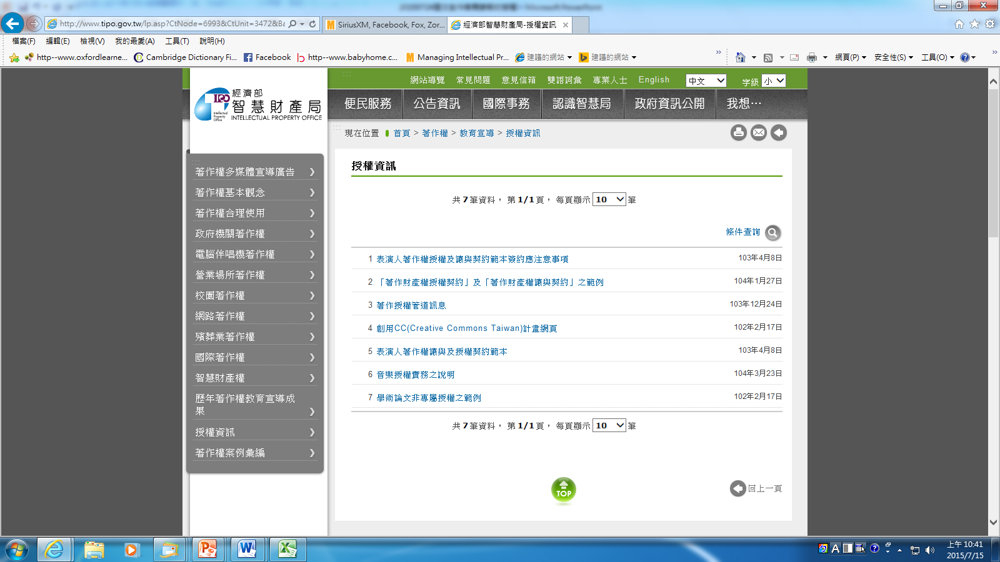 http://www.tipo.gov.tw/lp.asp?CtNode=6993&CtUnit=3472&Ba
SiriusXM, Facebook, Fox, Zor...
經濟部智慧財產局-授權資訊
檔案(F) 編輯(E) 檢視(V) 我的最愛(A) 工具(T) 說明(H)
http--www.oxfordlearne... Cambridge Dictionary Fi... Facebook http--www.babyhome.c... Managing Intellectual Pr... 建議的網站 建議的網站
網頁(P) 安全性(S) 工具(O)
網站導覽 常見問題 意見信箱 雙語詞彙 專業人士 English 中文 字級 小
經濟部
智慧財產局
INTELLECTUAL PROPERTY OFFICE
TIPO
Intellectual
Property
Office
便民服務 公告資訊 國際事務 認識智慧局 政府資訊公開 我想…
現在位置 首頁 > 著作權 > 教育宣導 > 授權資訊
著作權多媒體宣導廣告
著作權基本觀念
著作權合理使用
政府機關著作權
電腦伴唱機著作權
營業場所著作權
校園著作權
網路著作權
殯葬業著作權
國際著作權
智慧財產權
歷年著作權教育宣導成
果
授權資訊
著作權案例彙編
授權資訊
共 7 筆資料， 第 1/1 頁， 每頁顯示 10 筆
條件查詢
1 表演人著作權授權及讓與契約範本簽約應注意事項 103年4月8日
2 「著作財產權授權契約」及「著作財產權讓與契約」之範例 104年1月27日
3 著作授權管道訊息 103年12月24日
4 創用CC(Creative Commons Taiwan)計畫網頁 102年2月17日
5 表演人著作權讓與及授權契約範本 103年4月8日
6 音樂授權實務之說明 104年3月23日
7 學術論文非專屬授權之範例 102年2月17日
共 7 筆資料， 第 1/1 頁， 每頁顯示 10 筆
TOP
回上一頁
上午 10:41
2015/7/15